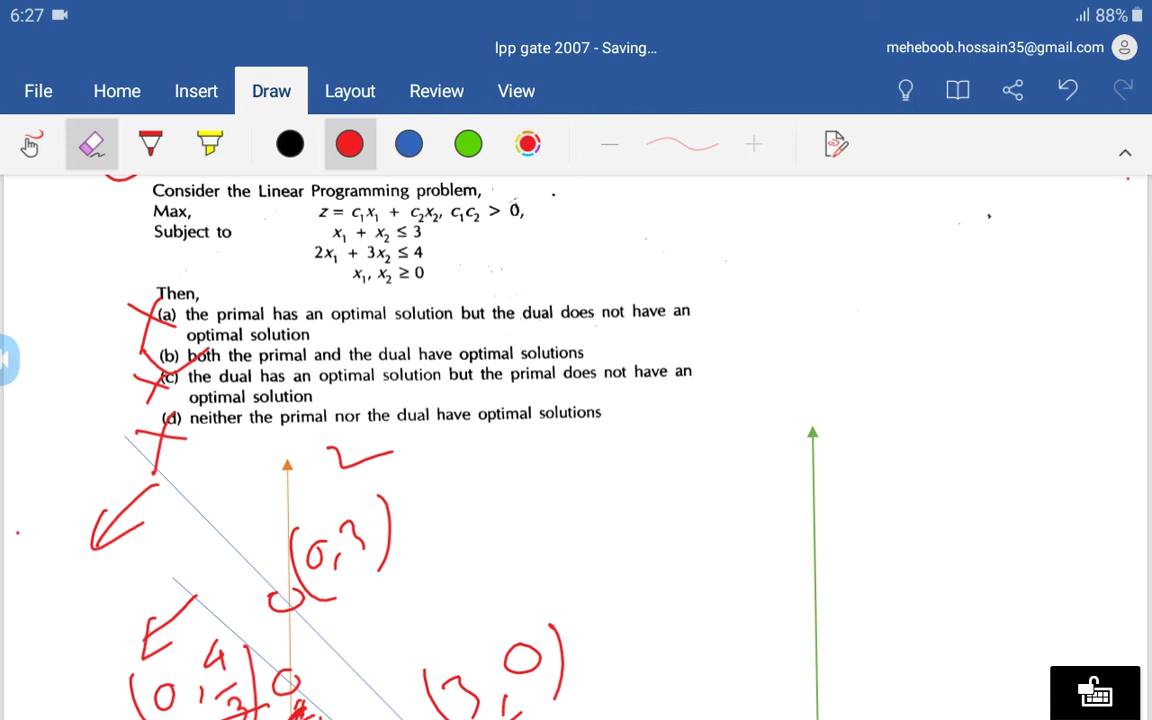 6:27 88%
lpp gate 2007 - Saving... meheboob.hossain35@gmail.com
File Home Insert Draw Layout Review View
Consider the Linear Programming problem,
Max, z = c₁x₁ + c₂x₂, c₁c₂ > 0,
Subject to x₁ + x₂ ≤ 3
2x₁ + 3x₂ ≤ 4
x₁, x₂ ≥ 0
Then,
(a) the primal has an optimal solution but the dual does not have an
optimal solution
(b) both the primal and the dual have optimal solutions
(c) the dual has an optimal solution but the primal does not have an
optimal solution
(d) neither the primal nor the dual have optimal solutions
(0,3)
(0, 4/3)
(3, 0)